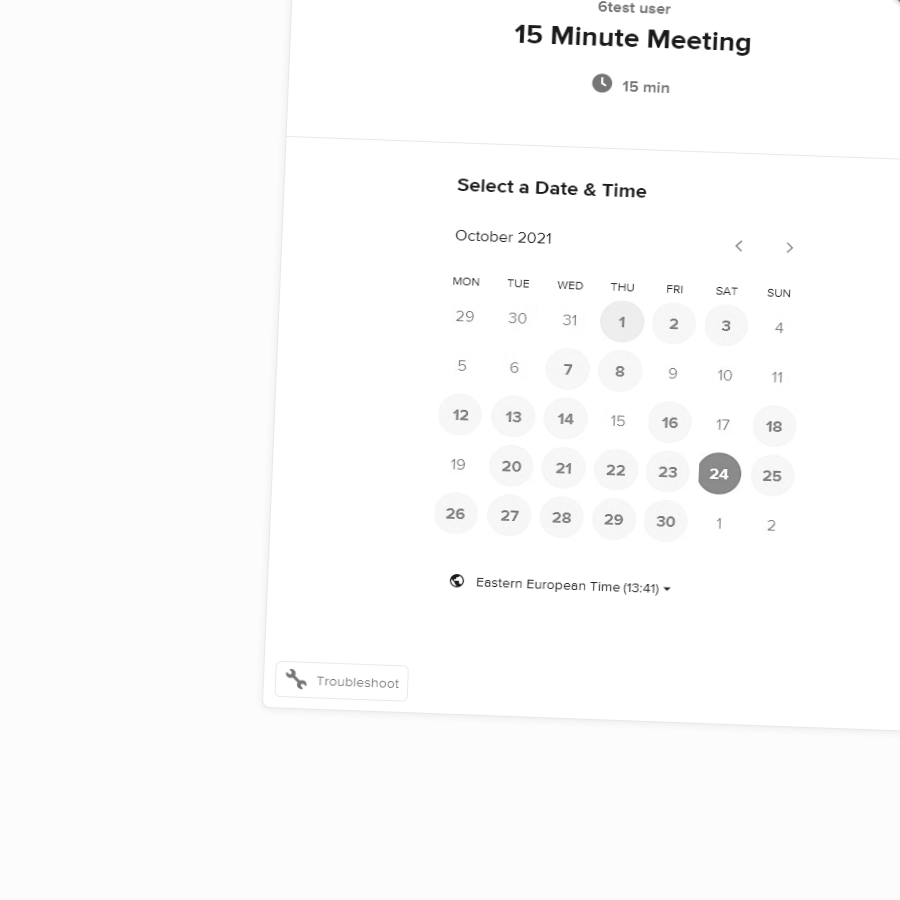 6test user
15 Minute Meeting
15 min
Select a Date & Time
October 2021
MON TUE WED THU FRI SAT SUN
29 30 31 1 2 3 4
5 6 7 8 9 10 11
12 13 14 15 16 17 18
19 20 21 22 23 24 25
26 27 28 29 30 1 2
Eastern European Time (13:41)
Troubleshoot